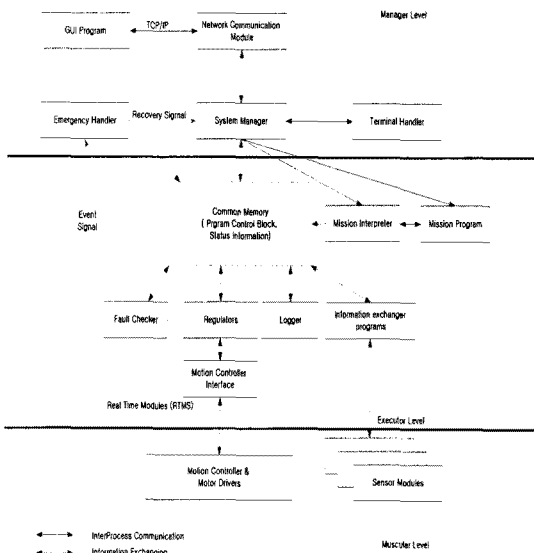 Manager Level
GUI Program
TCP/IP
Network Communication
Module
Emergency Handler
Recovery Signal
System Manager
Terminal Handler
Event
Signal
Common Memory
( Prgram Control Block,
Status Information)
Mission Interpreler
Mission Program
Fault Checker
Regulators
Logger
Information exchanger
programs
Motion Controller
Interface
Real Time Modules (RTMS)
Executor Level
Motion Controller &
Motor Drivers
Sensor Modules
InterProcess Communication
Information Exchanging
Muscular Level